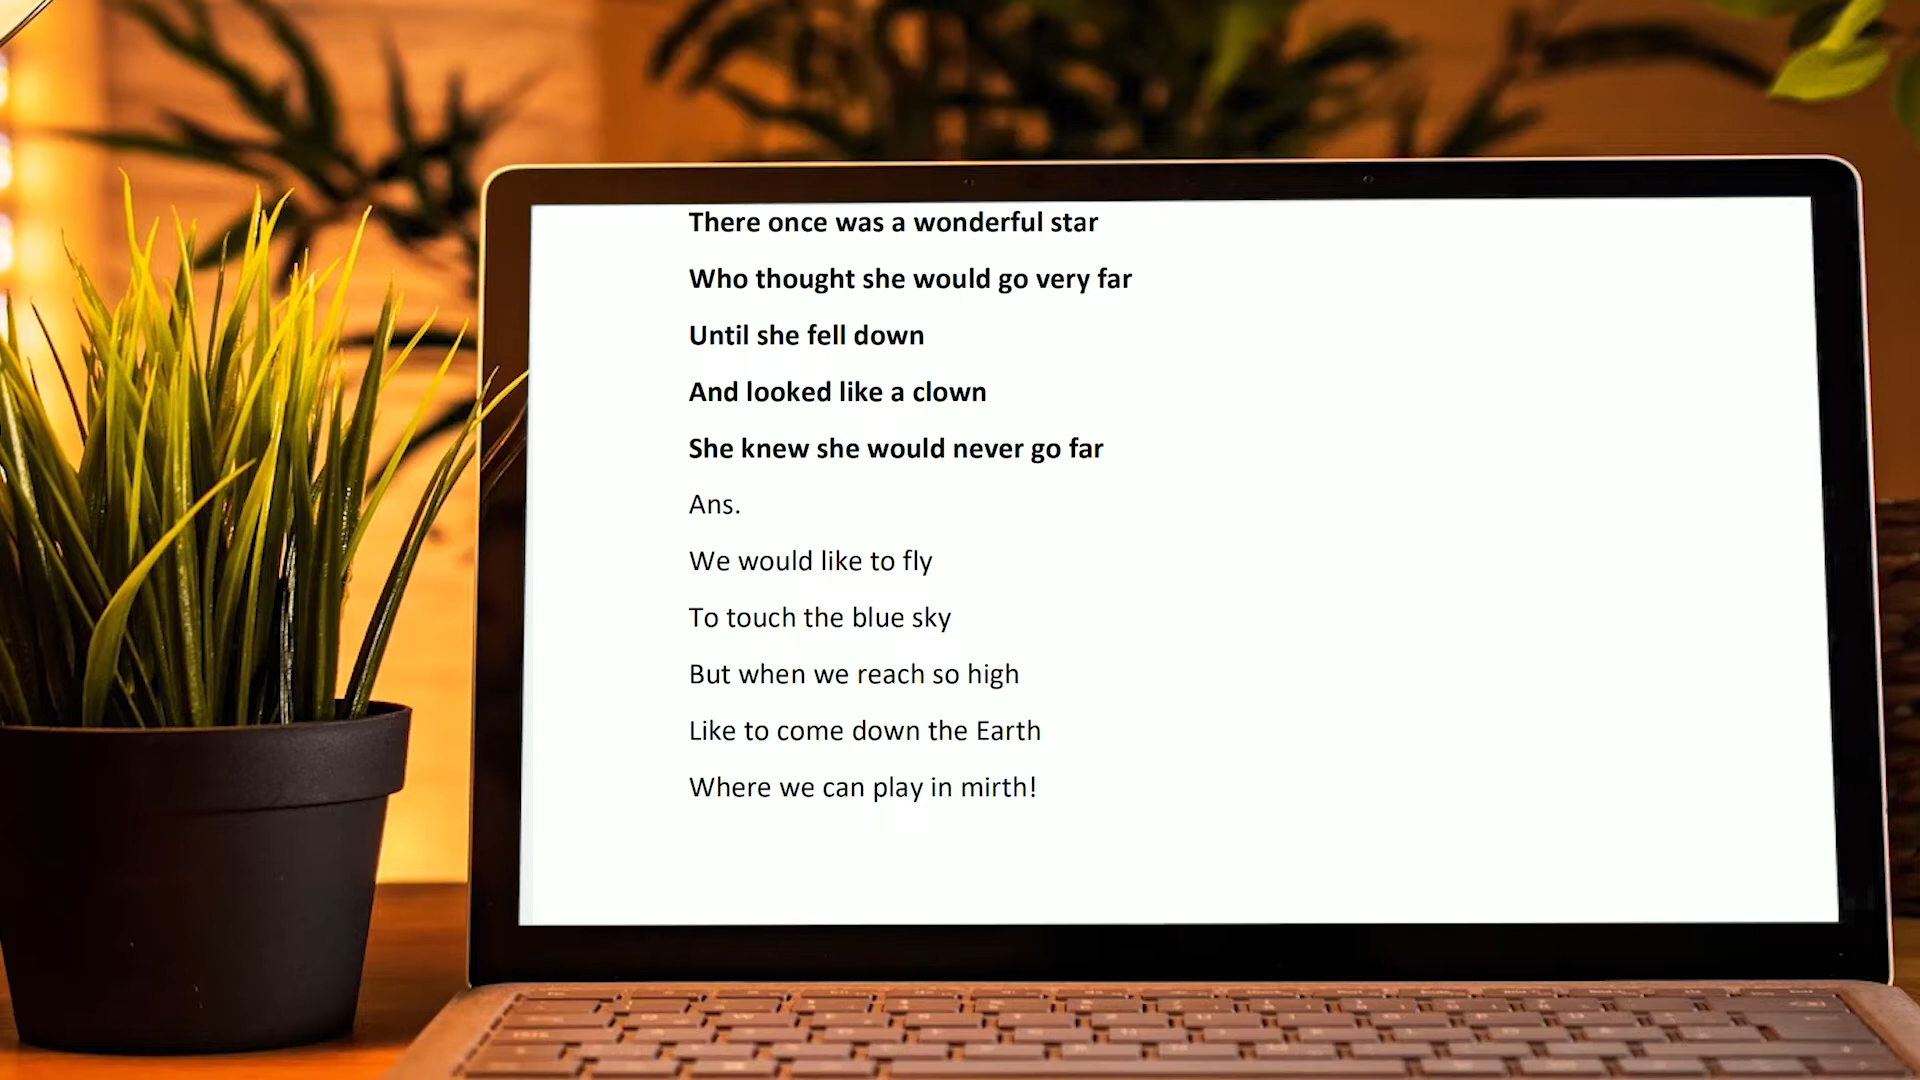 There once was a wonderful star
Who thought she would go very far
Until she fell down
And looked like a clown
She knew she would never go far
Ans.
We would like to fly
To touch the blue sky
But when we reach so high
Like to come down the Earth
Where we can play in mirth!